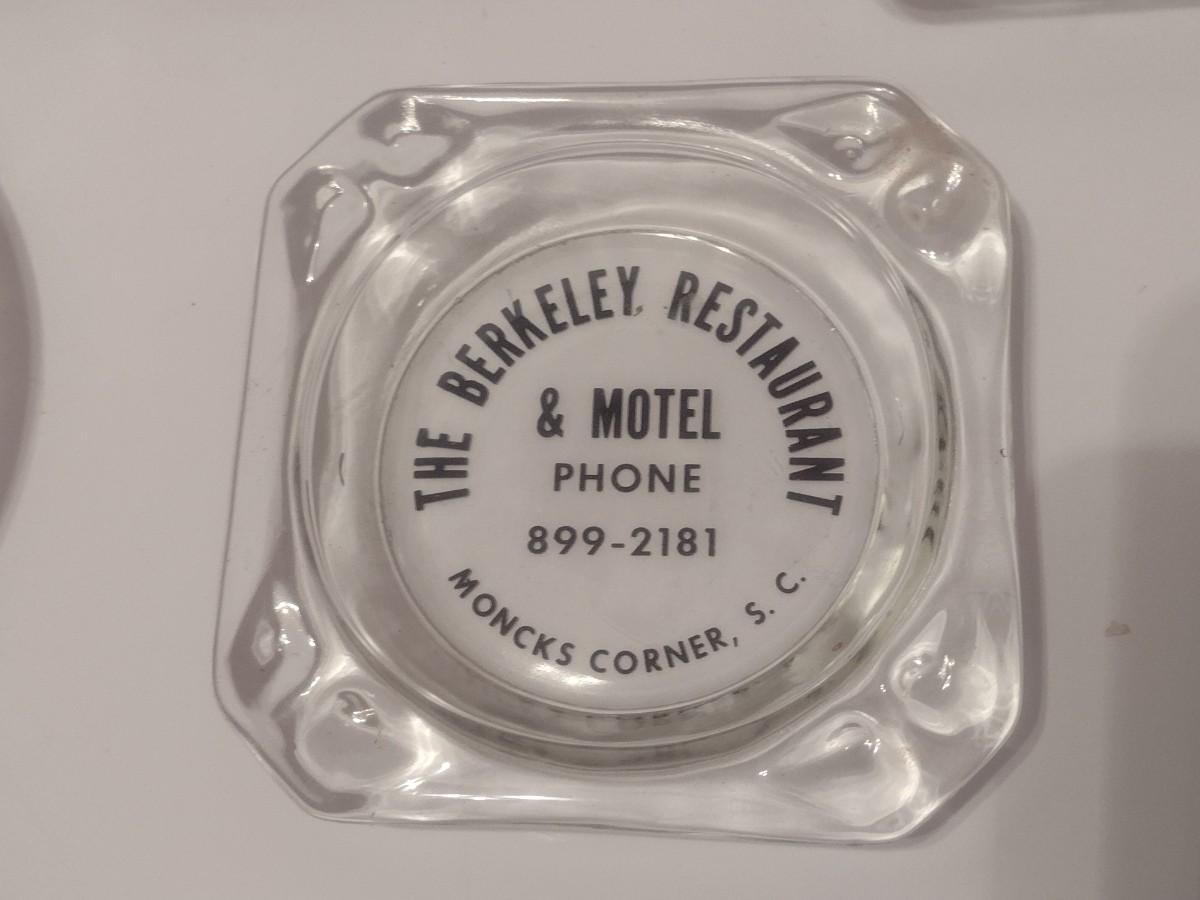 THE BERKELEY RESTAURANT
& MOTEL
PHONE
899-2181
MONCKS CORNER, S. C.